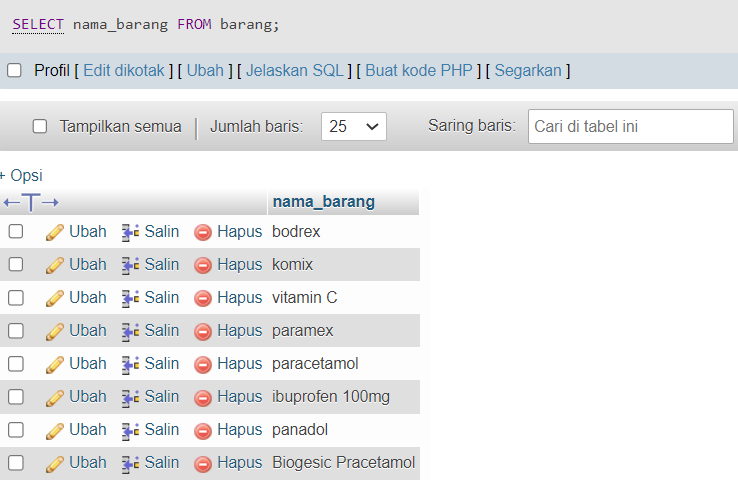 SELECT nama_barang FROM barang;
Profil [ Edit dikotak ] [ Ubah ] [ Jelaskan SQL ] [ Buat kode PHP ] [ Segarkan ]
Tampilkan semua | Jumlah baris: 25 Saring baris: Cari di tabel ini
+ Opsi
←T→ nama_barang
Ubah Salin Hapus bodrex
Ubah Salin Hapus komix
Ubah Salin Hapus vitamin C
Ubah Salin Hapus paramex
Ubah Salin Hapus paracetamol
Ubah Salin Hapus ibuprofen 100mg
Ubah Salin Hapus panadol
Ubah Salin Hapus Biogesic Pracetamol